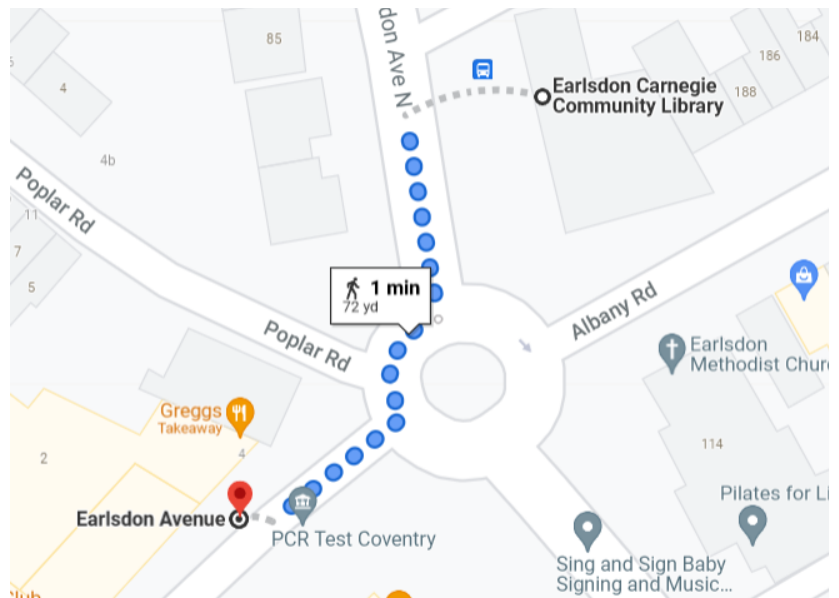 85
don Ave N
184
186
188
4
4b
Earlsdon Carnegie
Community Library
Poplar Rd
11
7
5
1 min
72 yd
Albany Rd
Poplar Rd
Earlsdon
Methodist Churc
Greggs
Takeaway
4
2
114
Earlsdon Avenue
PCR Test Coventry
Pilates for Li
Sing and Sign Baby
Signing and Music...
club